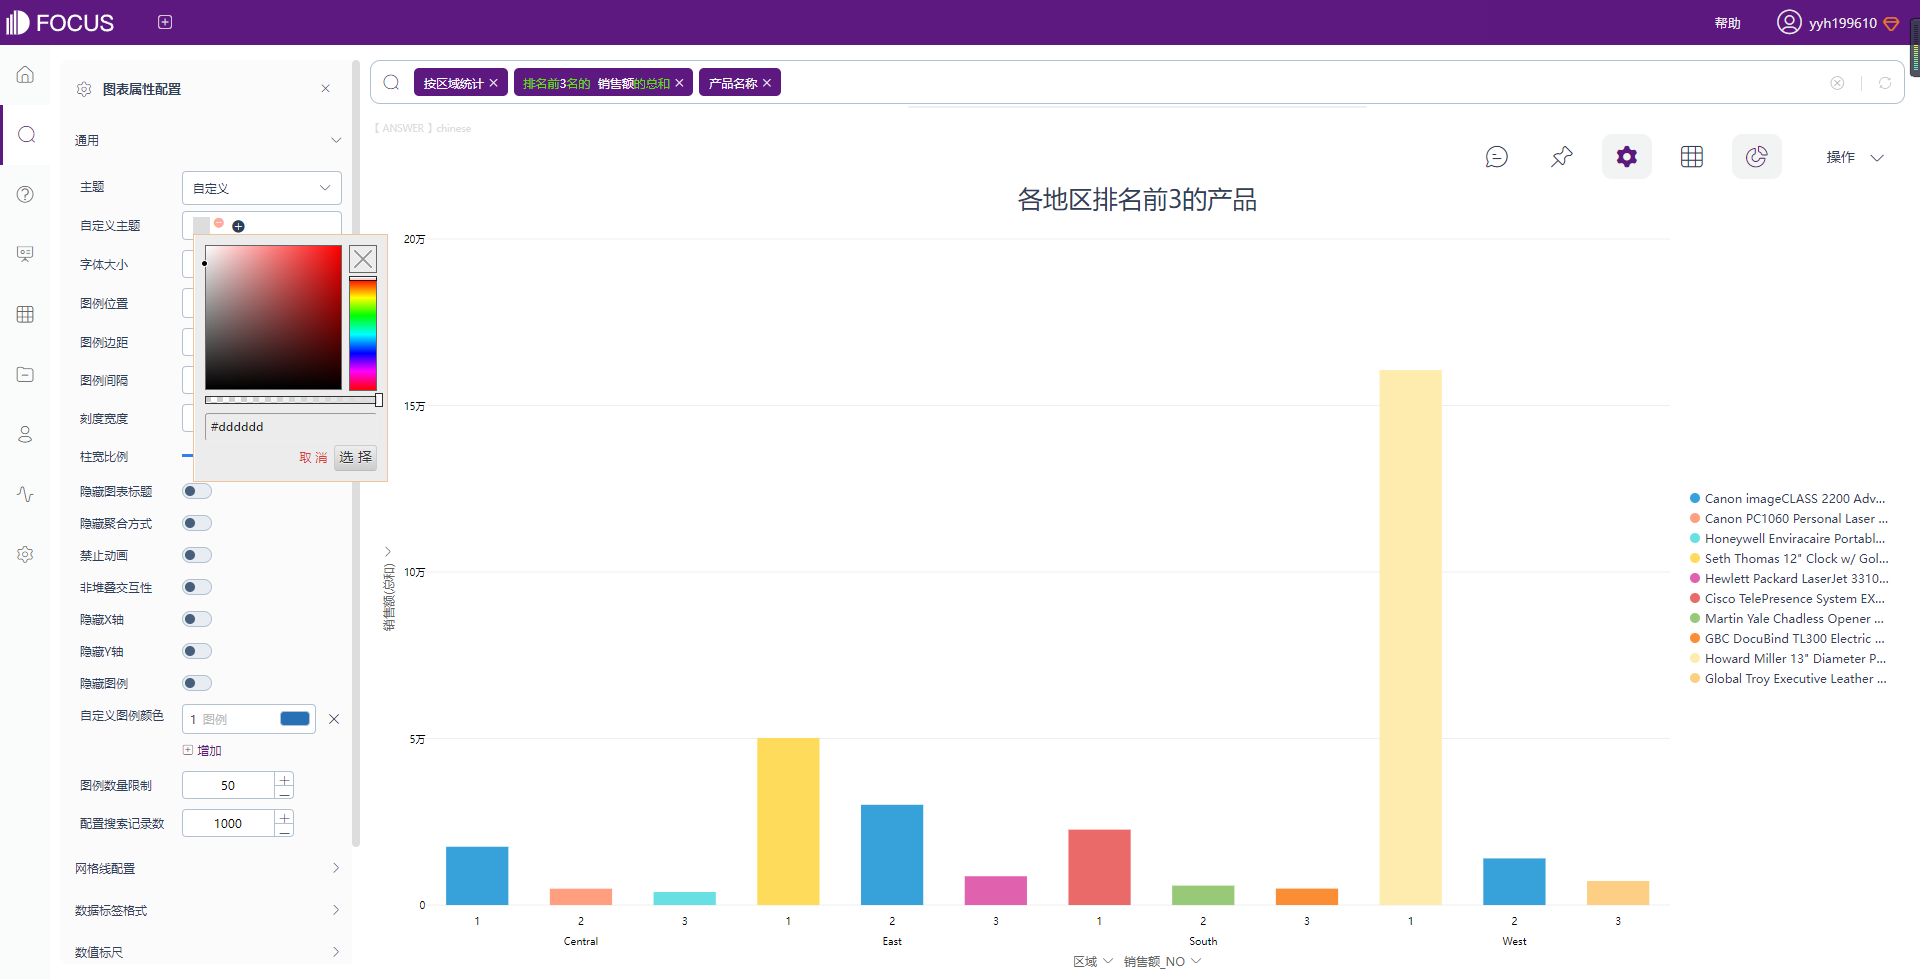 FOCUS
帮助
yyh199610
图表属性配置
通用
主题
自定义
自定义主题
字体大小
图例位置
图例边距
图例间隔
刻度宽度
柱宽比例
#dddddd
取消
选择
隐藏图表标题
隐藏聚合方式
禁止动画
非堆叠交互性
隐藏X轴
隐藏Y轴
隐藏图例
自定义图例颜色
1 图例
增加
图例数量限制
50
配置搜索记录数
1000
网格线配置
数据标签格式
数值标尺
按区域统计
排名前3名的 销售额的总和
产品名称
【 ANSWER 】chinese
操作
各地区排名前3的产品
20万
15万
10万
5万
0
销售额(总和)
1 2 3 1 2 3 1 2 3 1 2 3
Central East South West
区域 销售额_NO
Canon imageCLASS 2200 Adv...
Canon PC1060 Personal Laser ...
Honeywell Enviracaire Portabl...
Seth Thomas 12" Clock w/ Gol...
Hewlett Packard LaserJet 3310...
Cisco TelePresence System EX...
Martin Yale Chadless Opener ...
GBC DocuBind TL300 Electric ...
Howard Miller 13" Diameter P...
Global Troy Executive Leather ...